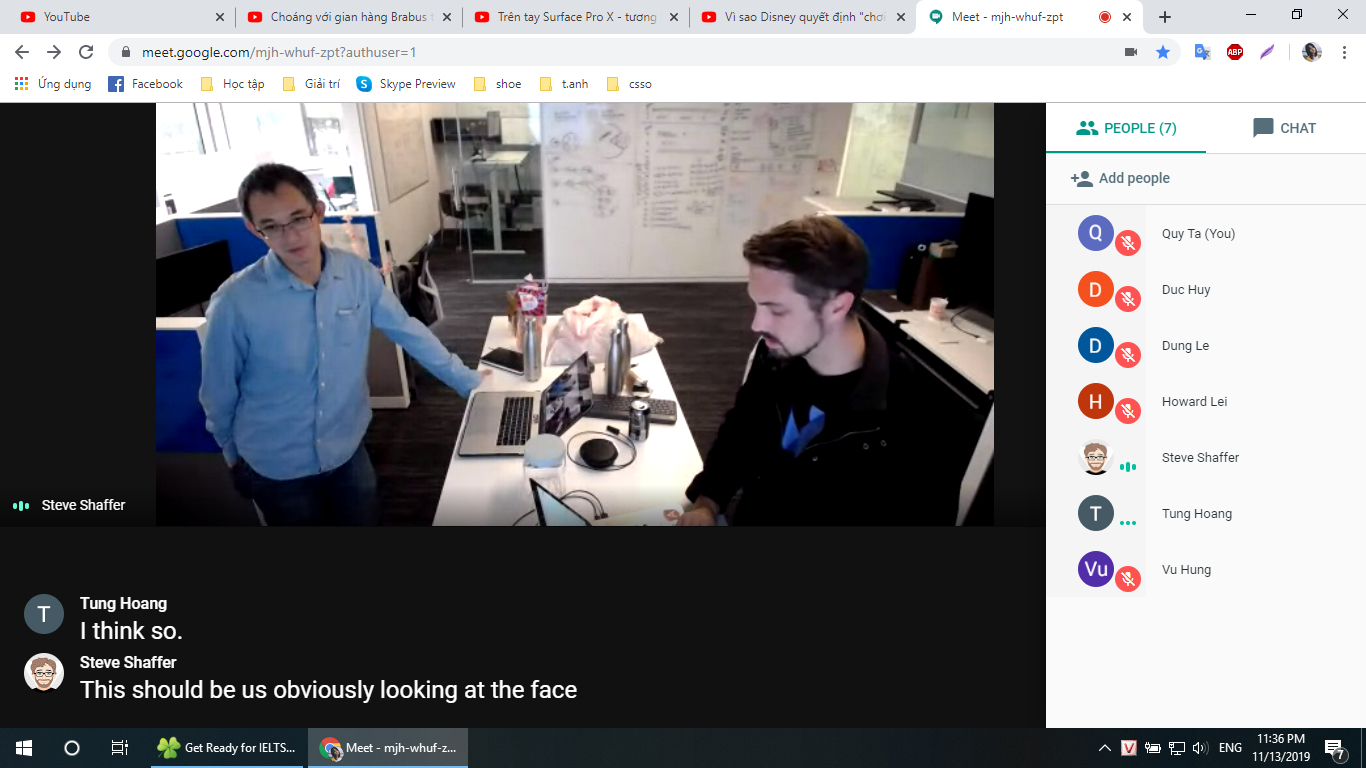 YouTube
Choáng với gian hàng Brabus t
Trên tay Surface Pro X - tương
Vì sao Disney quyết định "chơi
Meet - mjh-whuf-zpt
meet.google.com/mjh-whuf-zpt?authuser=1
ABP
Ứng dụng
Facebook
Học tập
Giải trí
Skype Preview
shoe
t.anh
csso
PEOPLE (7)
CHAT
Add people
Q
Quy Ta (You)
D
Duc Huy
D
Dung Le
H
Howard Lei
Steve Shaffer
T
Tung Hoang
Vu
Vu Hung
Steve Shaffer
T
Tung Hoang
I think so.
Steve Shaffer
This should be us obviously looking at the face
Get Ready for IELTS...
Meet - mjh-whuf-z...
V
ENG
11:36 PM
11/13/2019
7